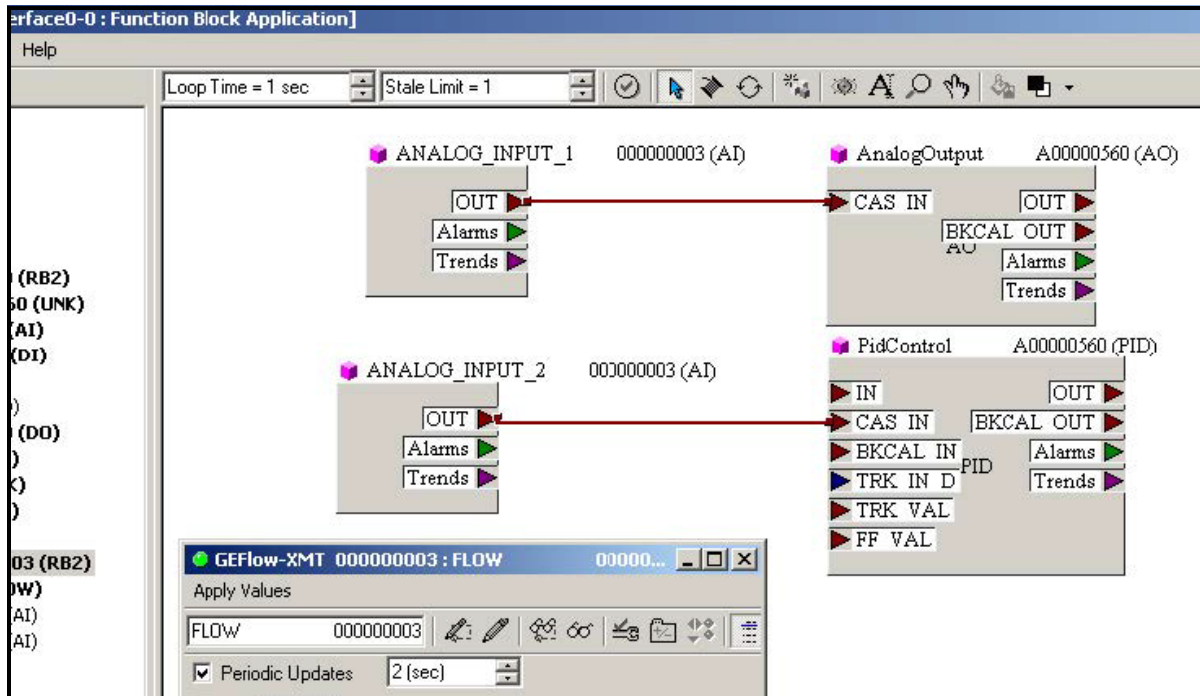 erface0-0 : Function Block Application]
Help
Loop Time = 1 sec
Stale Limit = 1
ANALOG_INPUT_1 000000003 (AI)
OUT
Alarms
Trends
AnalogOutput A00000560 (AO)
CAS IN
OUT
BKCAL OUT
AO
Alarms
Trends
(RB2)
60 (UNK)
(AI)
(DI)
)
(DO)
)
)
)
03 (RB2)
OW)
(AI)
(AI)
ANALOG_INPUT_2 000000003 (AI)
OUT
Alarms
Trends
PidControl A00000560 (PID)
IN
CAS IN
BKCAL IN
TRK IN D
TRK VAL
FF VAL
PID
OUT
BKCAL OUT
Alarms
Trends
GEFlow-XMT 000000003 : FLOW 00000...
Apply Values
FLOW 000000003
Periodic Updates 2 (sec)